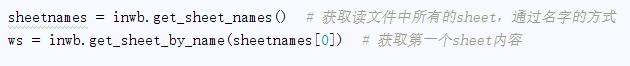 sheetnames = inwb.get_sheet_names()  # 获取读文件中所有的sheet，通过名字的方式
ws = inwb.get_sheet_by_name(sheetnames[0])  # 获取第一个sheet内容